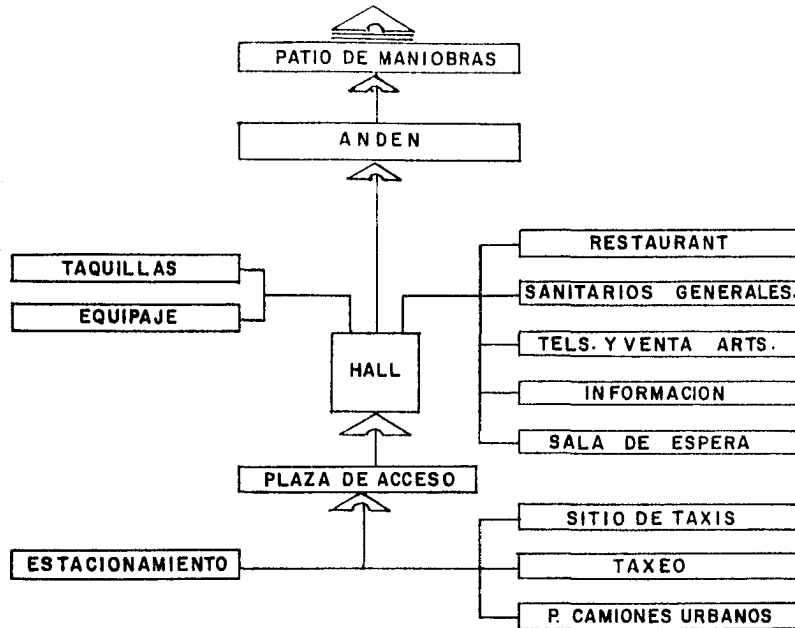 PATIO DE MANIOBRAS
ANDEN
TAQUILLAS
EQUIPAJE
RESTAURANT
SANITARIOS GENERALES.
TELS. Y VENTA ARTS.
INFORMACION
SALA DE ESPERA
HALL
PLAZA DE ACCESO
ESTACIONAMIENTO
SITIO DE TAXIS
TAXEO
P. CAMIONES URBANOS